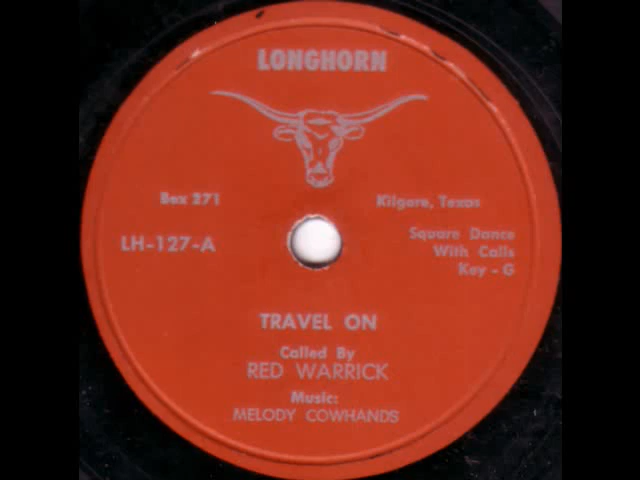 LONGHORN
Box 271
Kilgore, Texas
LH-127-A
Square Dance
With Calls
Key - G
TRAVEL ON
Called By
RED WARRICK
Music:
MELODY COWHANDS